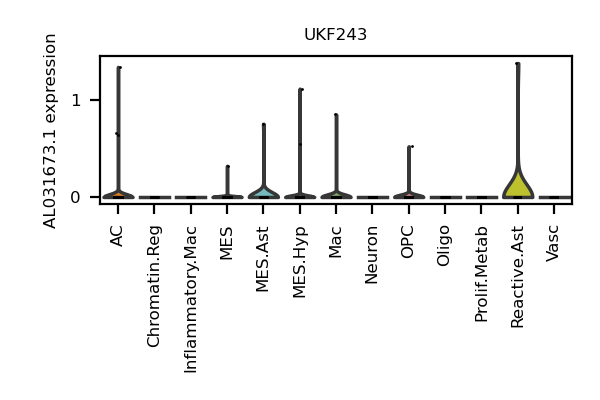 UKF243
AL031673.1 expression
1
0
AC
Chromatin.Reg
Inflammatory.Mac
MES
MES.Ast
MES.Hyp
Mac
Neuron
OPC
Oligo
Prolif.Metab
Reactive.Ast
Vasc